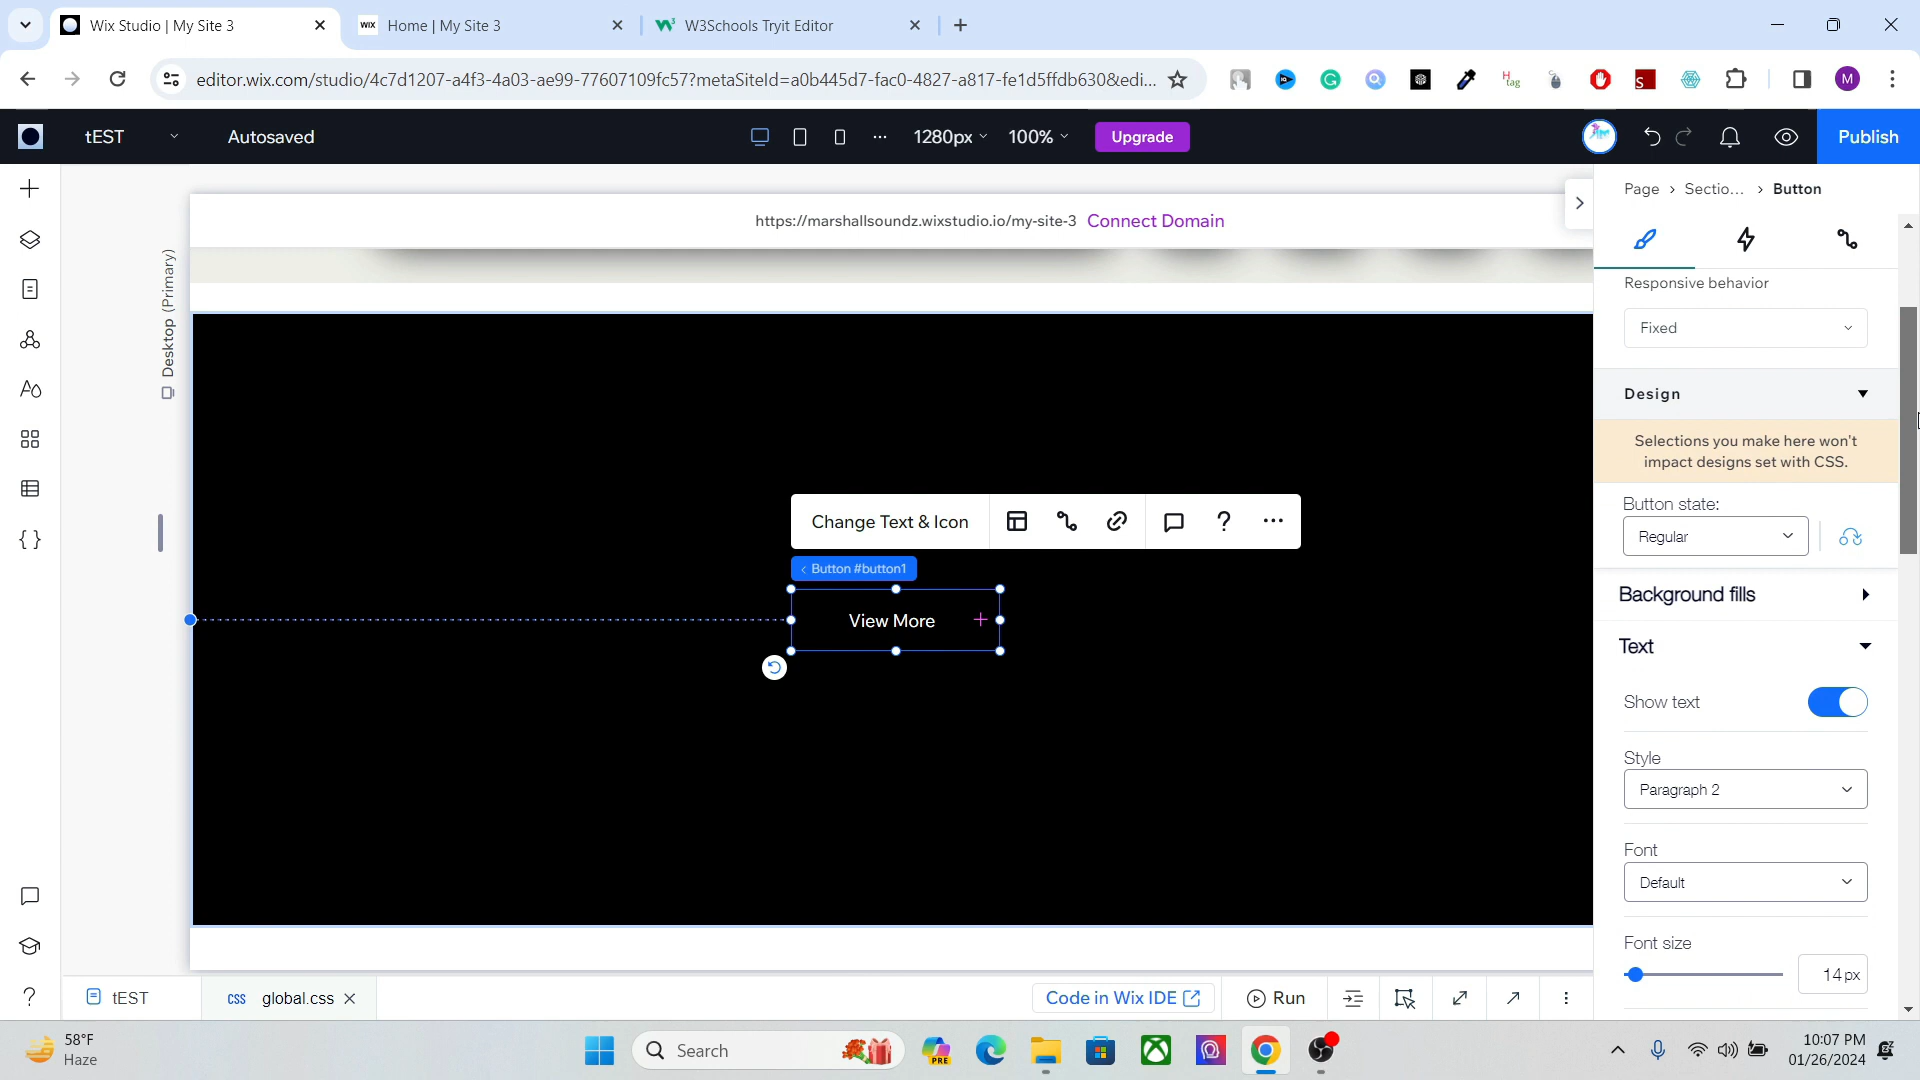 Wix Studio | My Site 3
WIX Home | My Site 3
W3Schools Tryit Editor
editor.wix.com/studio/4c7d1207-a4f3-4a03-ae99-77607109fc57?metaSiteId=a0b445d7-fac0-4827-a817-fe1d5ffdb630&edi...
M
tEST
Autosaved
1280px
100%
Upgrade
Publish
Page > Sectio... > Button
https://marshallsoundz.wixstudio.io/my-site-3 Connect Domain
Desktop (Primary)
Responsive behavior
Fixed
Design
Selections you make here won't
impact designs set with CSS.
Button state:
Regular
Change Text & Icon
Button #button1
View More
Background fills
Text
Show text
Style
Paragraph 2
Font
Default
Font size
14px
tEST
css global.css
Code in Wix IDE
Run
58°F
Haze
Search
PRE
10:07 PM
01/26/2024